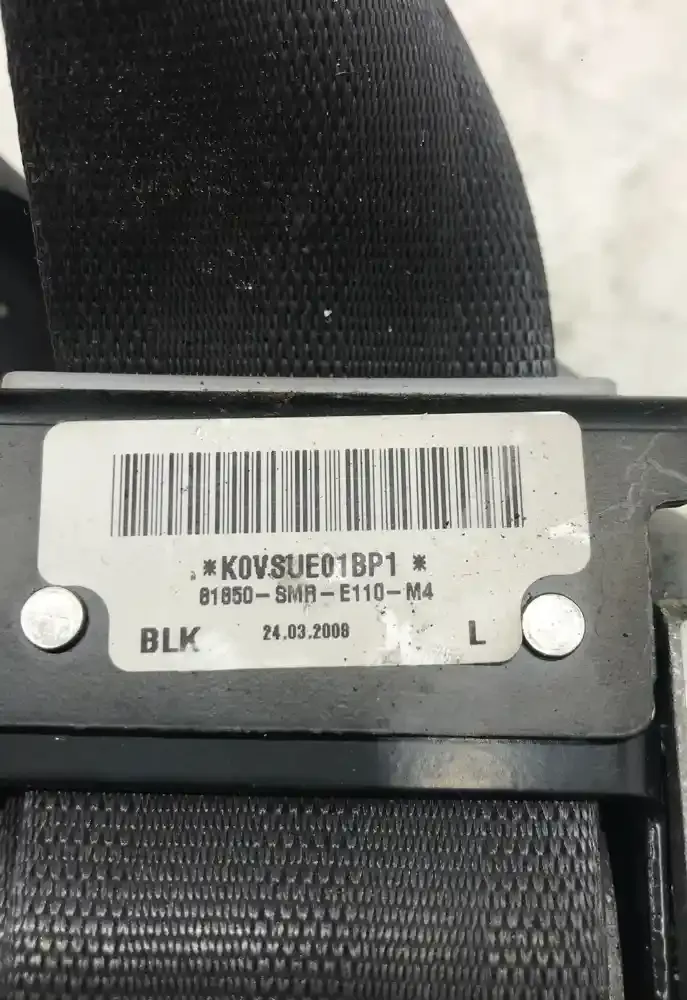 *K0VSUE01BP1 *
81850-SMR-E110-M4
BLK 24.03.2008 L